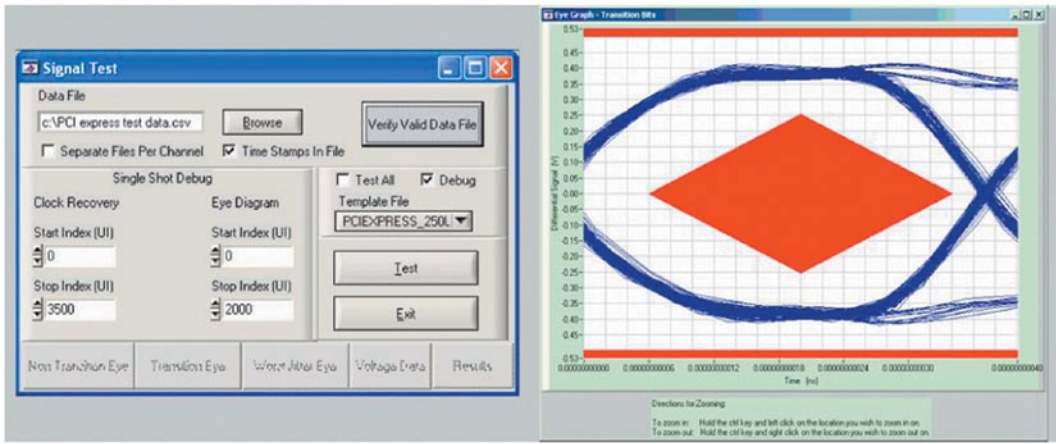 Signal Test
Data File
c:\PCI express test data.csv
Browse
Verify Valid Data File
Separate Files Per Channel
Time Stamps In File
Single Shot Debug
Clock Recovery
Eye Diagram
Start Index (UI)
Start Index (UI)
0
0
Stop Index (UI)
Stop Index (UI)
3500
2000
Test All
Debug
Template File
PCIEXPRESS_250L
Test
Exit
Non Transition Eye
Transition Eye
Worst Jitter Eye
Voltage Data
Results
Eye Graph - Transition Bits
Differential Signal [V]
0.53
0.45
0.40
0.35
0.30
0.25
0.20
0.15
0.10
0.05
-0.00
-0.05
-0.10
-0.15
-0.20
-0.25
-0.30
-0.35
-0.40
-0.45
-0.53
0.00000000000
0.00000000006
0.00000000012
0.00000000018
0.00000000024
0.00000000030
0.00000000040
Time [ns]
Directions for Zooming:
To zoom in: Hold the ctrl key and left click on the location you wish to zoom in on.
To zoom out: Hold the ctrl key and right click on the location you wish to zoom out on.